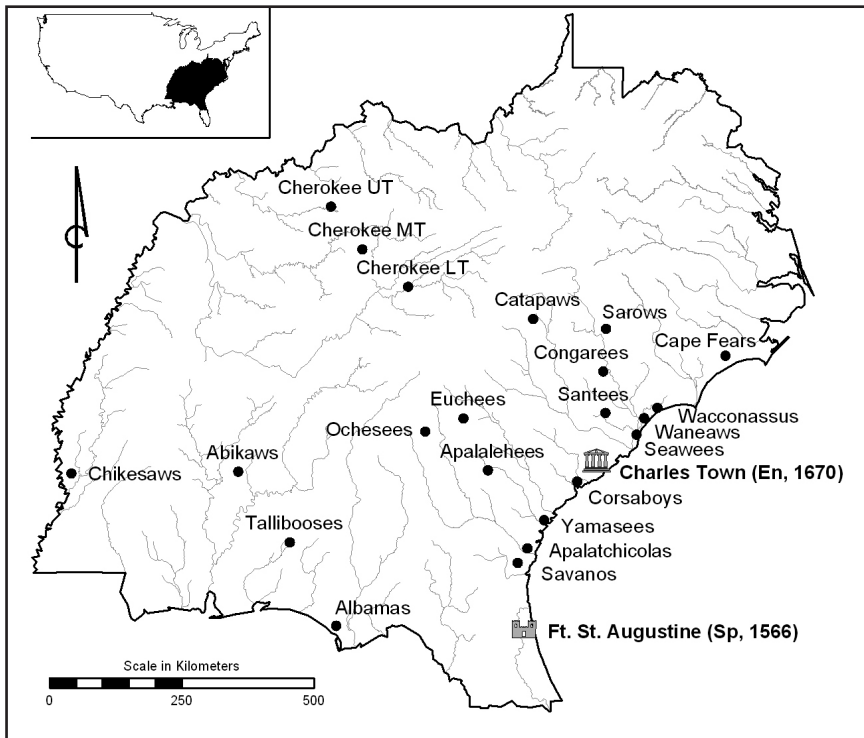 Cherokee UT
Cherokee MT
Cherokee LT
Catapaws
Sarows
Congarees
Cape Fears
Santees
Euchees
Wacconassus
Ochesees
Waneaws
Seawees
Apalalehees
Abikaws
Chikesaws
Charles Town (En, 1670)
Corsaboys
Tallibooses
Yamasees
Apalatchicolas
Savanos
Albamas
Ft. St. Augustine (Sp, 1566)
Scale in Kilometers
0 250 500